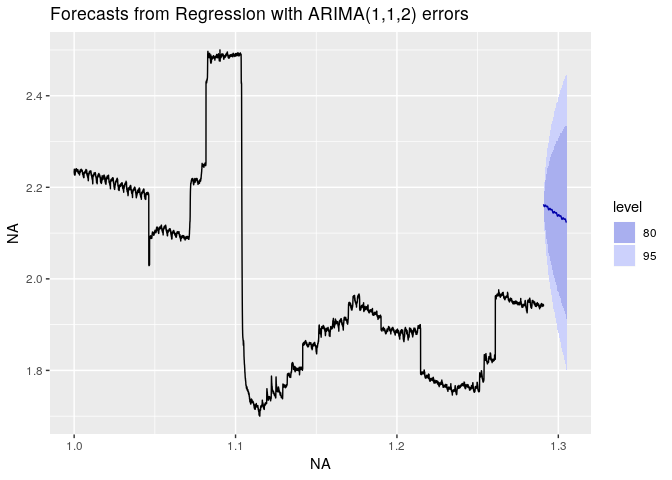 Forecasts from Regression with ARIMA(1,1,2) errors
2.4
2.2
2.0
1.8
NA
1.0
1.1
1.2
1.3
NA
level
80
95